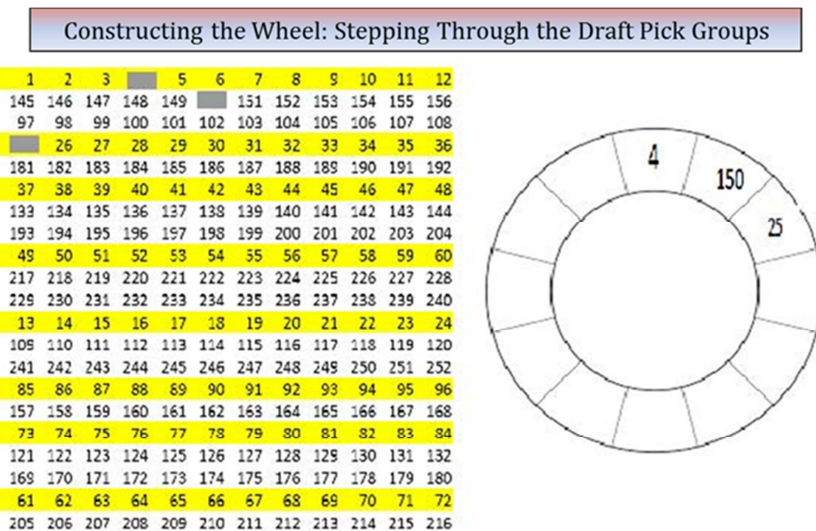 Constructing the Wheel: Stepping Through the Draft Pick Groups
1 2 3 5 6 7 8 9 10 11 12
145 146 147 148 149 151 152 153 154 155 156
97 98 99 100 101 102 103 104 105 106 107 108
26 27 28 29 30 31 32 33 34 35 36
181 182 183 184 185 186 187 188 189 190 191 192
37 38 39 40 41 42 43 44 45 46 47 48
133 134 135 136 137 138 139 140 141 142 143 144
193 194 195 196 197 198 199 200 201 202 203 204
49 50 51 52 53 54 55 56 57 58 59 60
217 218 219 220 221 222 223 224 225 226 227 228
229 230 231 232 233 234 235 236 237 238 239 240
13 14 15 16 17 18 19 20 21 22 23 24
109 110 111 112 113 114 115 116 117 118 119 120
241 242 243 244 245 246 247 248 249 250 251 252
85 86 87 88 89 90 91 92 93 94 95 96
157 158 159 160 161 162 163 164 165 166 167 168
73 74 75 76 77 78 79 80 81 82 83 84
121 122 123 124 125 126 127 128 129 130 131 132
169 170 171 172 173 174 175 176 177 178 179 180
61 62 63 64 65 66 67 68 69 70 71 72
205 206 207 208 209 210 211 212 213 214 215 216
4
150
25